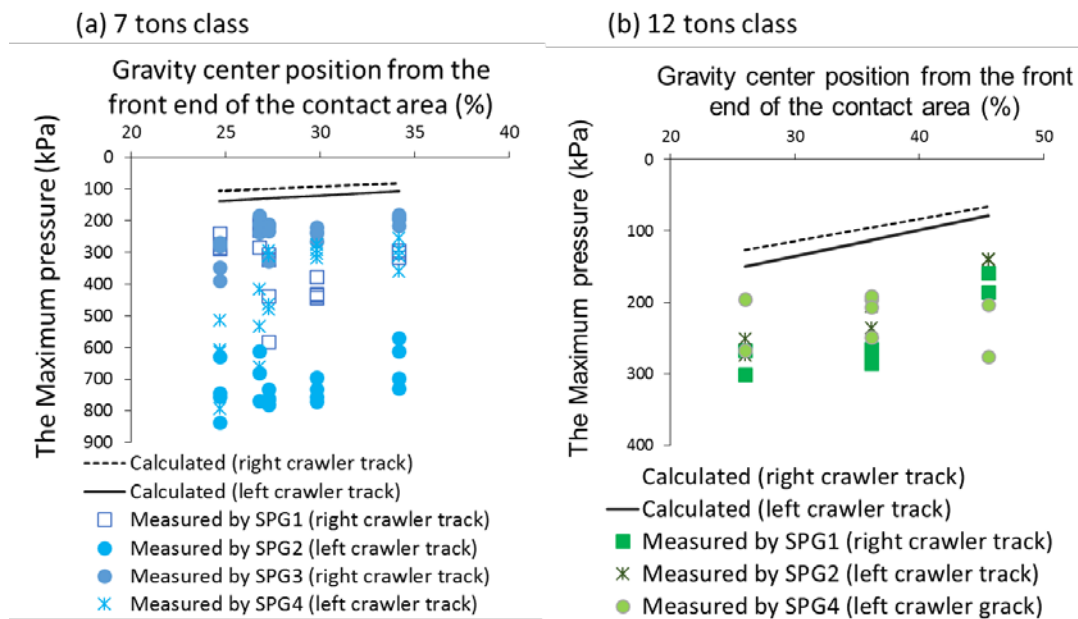 (a) 7 tons class
Gravity center position from the
front end of the contact area (%)
20 25 30 35 40
The Maximum pressure (kPa)
0
100
200
300
400
500
600
700
800
900
Calculated (right crawler track)
Calculated (left crawler track)
Measured by SPG1 (right crawler track)
Measured by SPG2 (left crawler track)
Measured by SPG3 (right crawler track)
Measured by SPG4 (left crawler track)
(b) 12 tons class
Gravity center position from the front
end of the contact area (%)
20 30 40 50
The Maximum pressure (kPa)
0
100
200
300
400
Calculated (right crawler track)
Calculated (left crawler track)
Measured by SPG1 (right crawler track)
Measured by SPG2 (left crawler track)
Measured by SPG4 (left crawler grack)